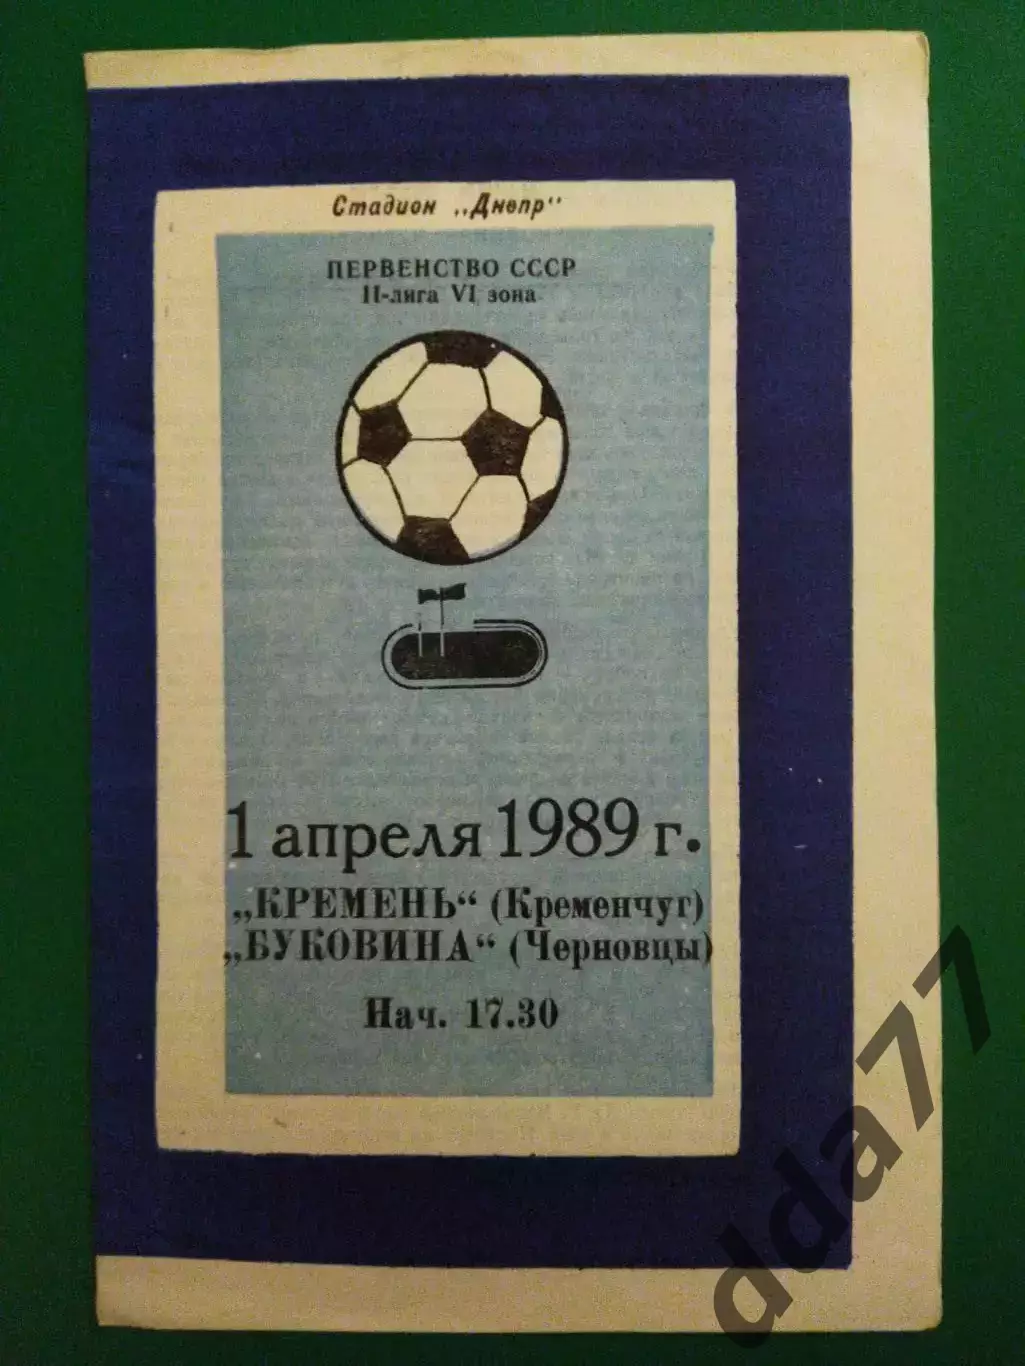 Стадион „Днепр"
ПЕРВЕНСТВО СССР
II-лига VI зона
1 апреля 1989 г.
„КРЕМЕНЬ“ (Кременчуг)
„БУКОВИНА“ (Черновцы)
Нач. 17.30
dda77